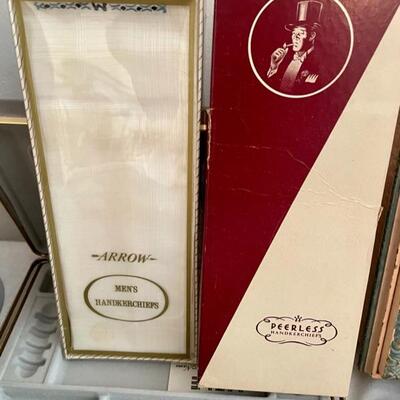 W
-ARROW-
MEN'S
HANDKERCHIEFS
PEERLESS
HANDKERCHIEFS